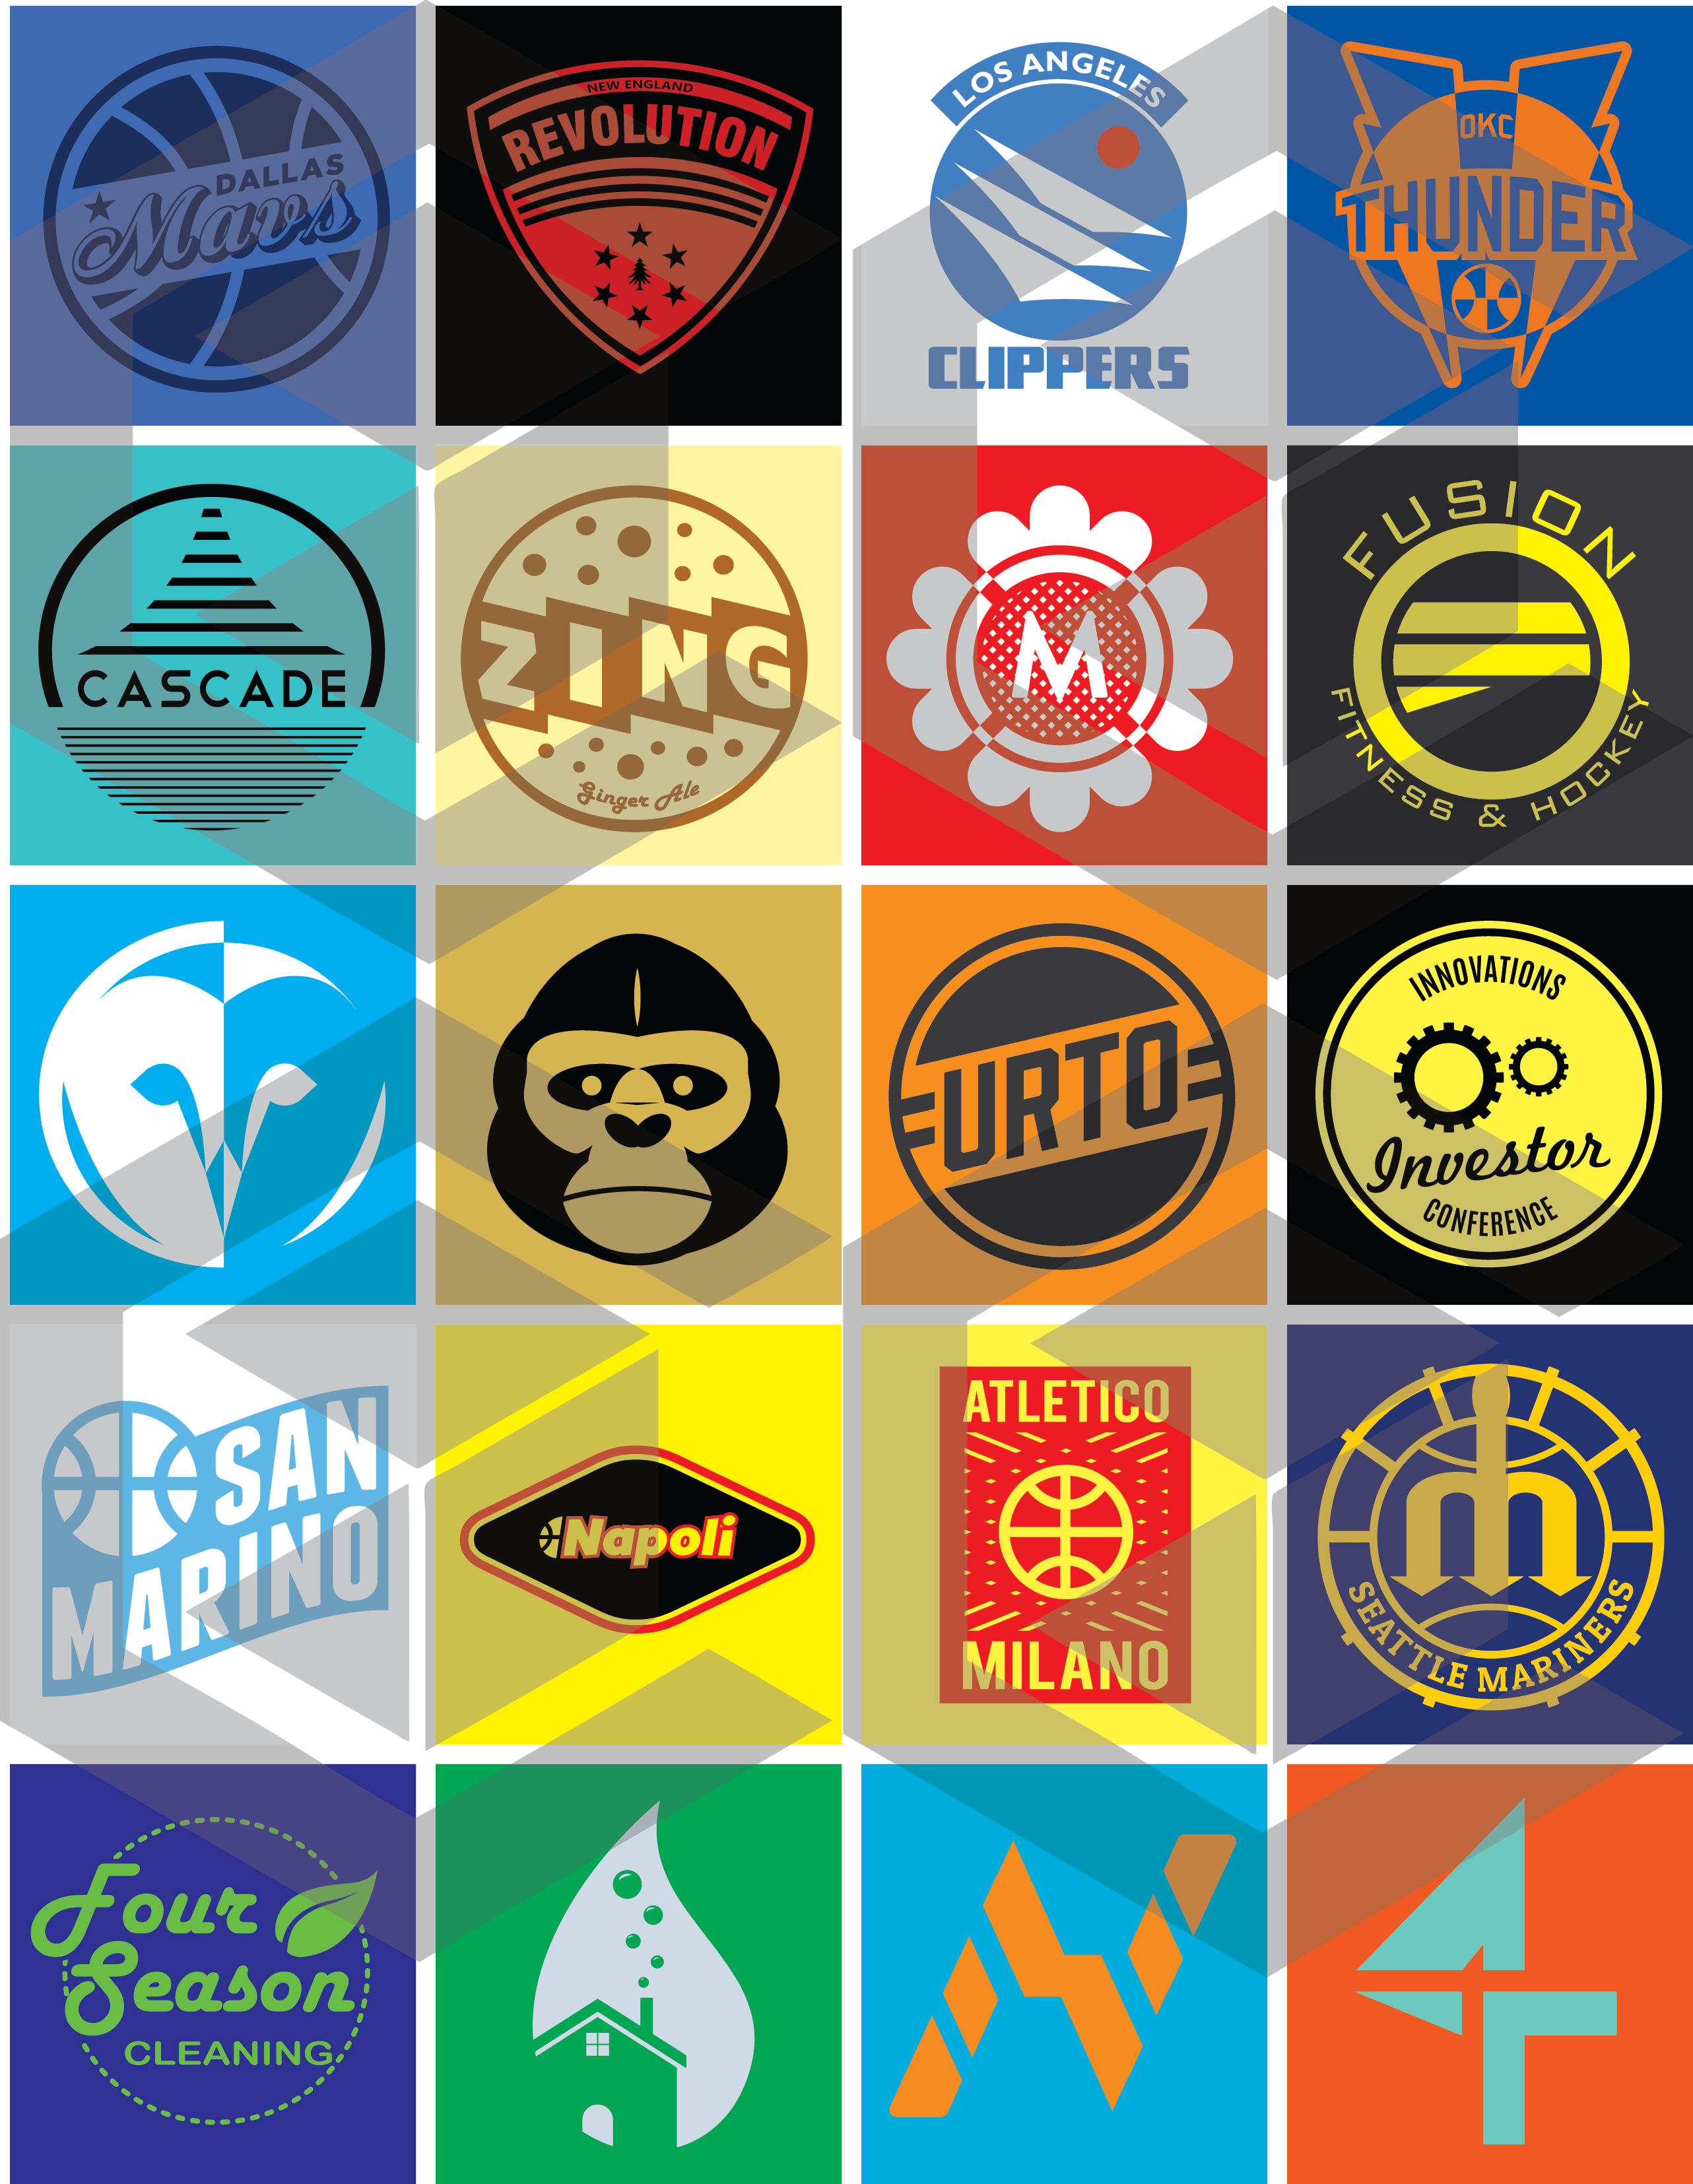 DALLAS
Mavs
NEW ENGLAND
REVOLUTION
LOS ANGELES
CLIPPERS
OKC
THUNDER
CASCADE
ZING
Ginger Ale
M
FUSION
FITNESS & HOCKEY
URTO
INNOVATIONS
Investor
CONFERENCE
SAN
MARINO
Napoli
ATLETICO
MILANO
m
SEATTLE MARINERS
Four
Season
CLEANING
N
4